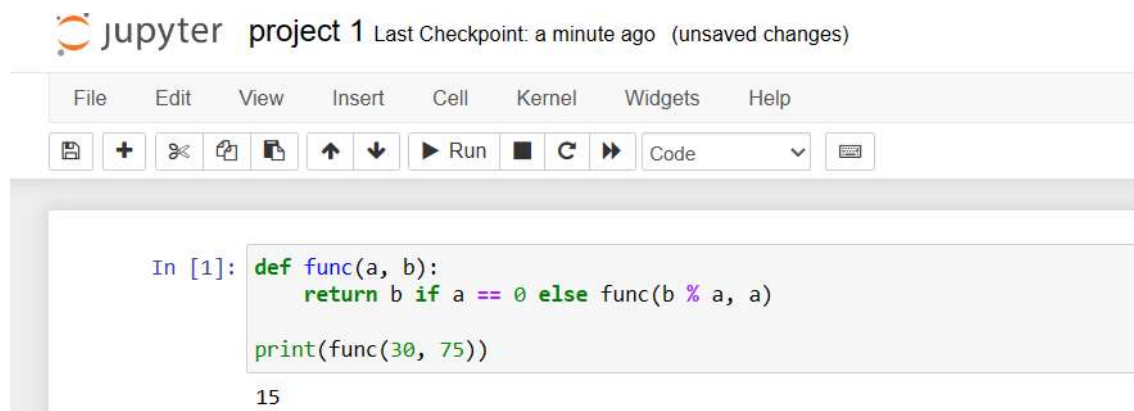 jupyter project 1 Last Checkpoint: a minute ago (unsaved changes)
File Edit View Insert Cell Kernel Widgets Help
Run Code
In [1]: def func(a, b):
    return b if a == 0 else func(b % a, a)
print(func(30, 75))
15